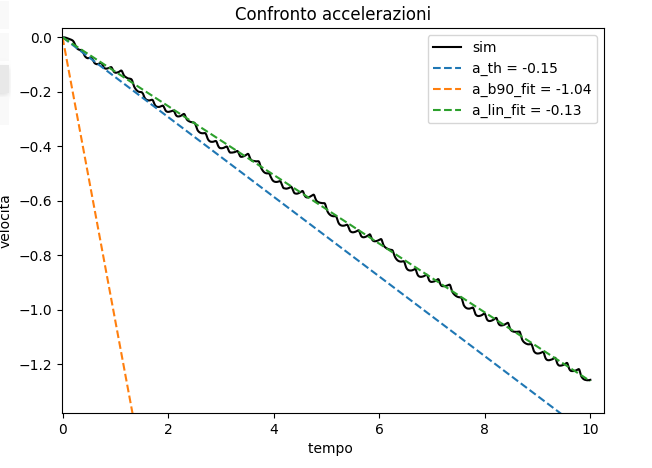 Confronto accelerazioni
sim
a_th = -0.15
a_b90_fit = -1.04
a_lin_fit = -0.13
0.0
−0.2
−0.4
−0.6
−0.8
−1.0
−1.2
velocita
0 2 4 6 8 10
tempo